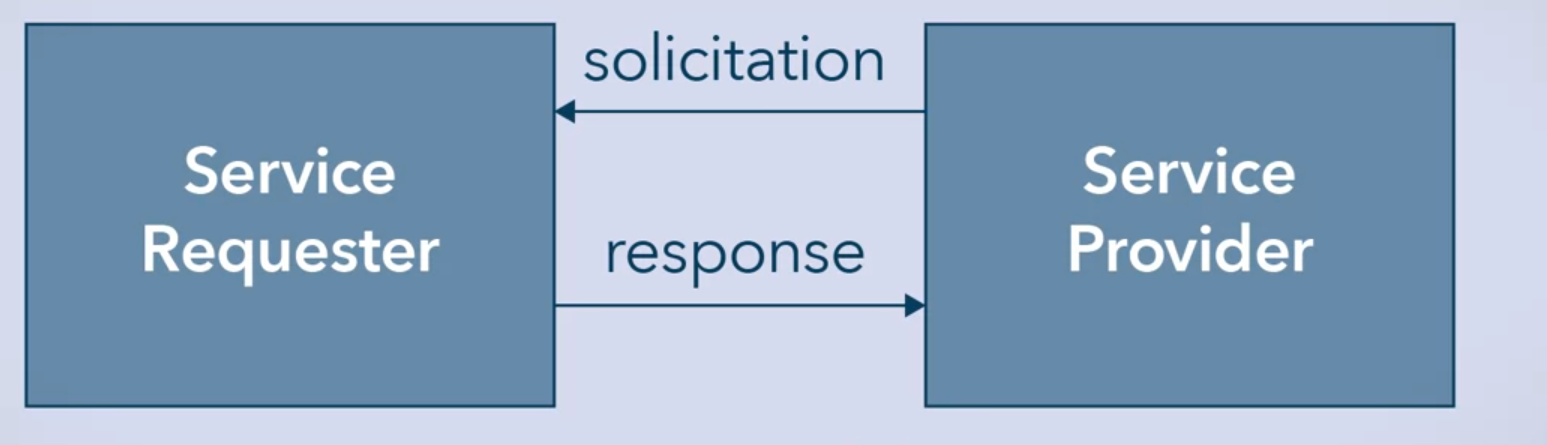 solicitation
Service
Requester
response
Service
Provider